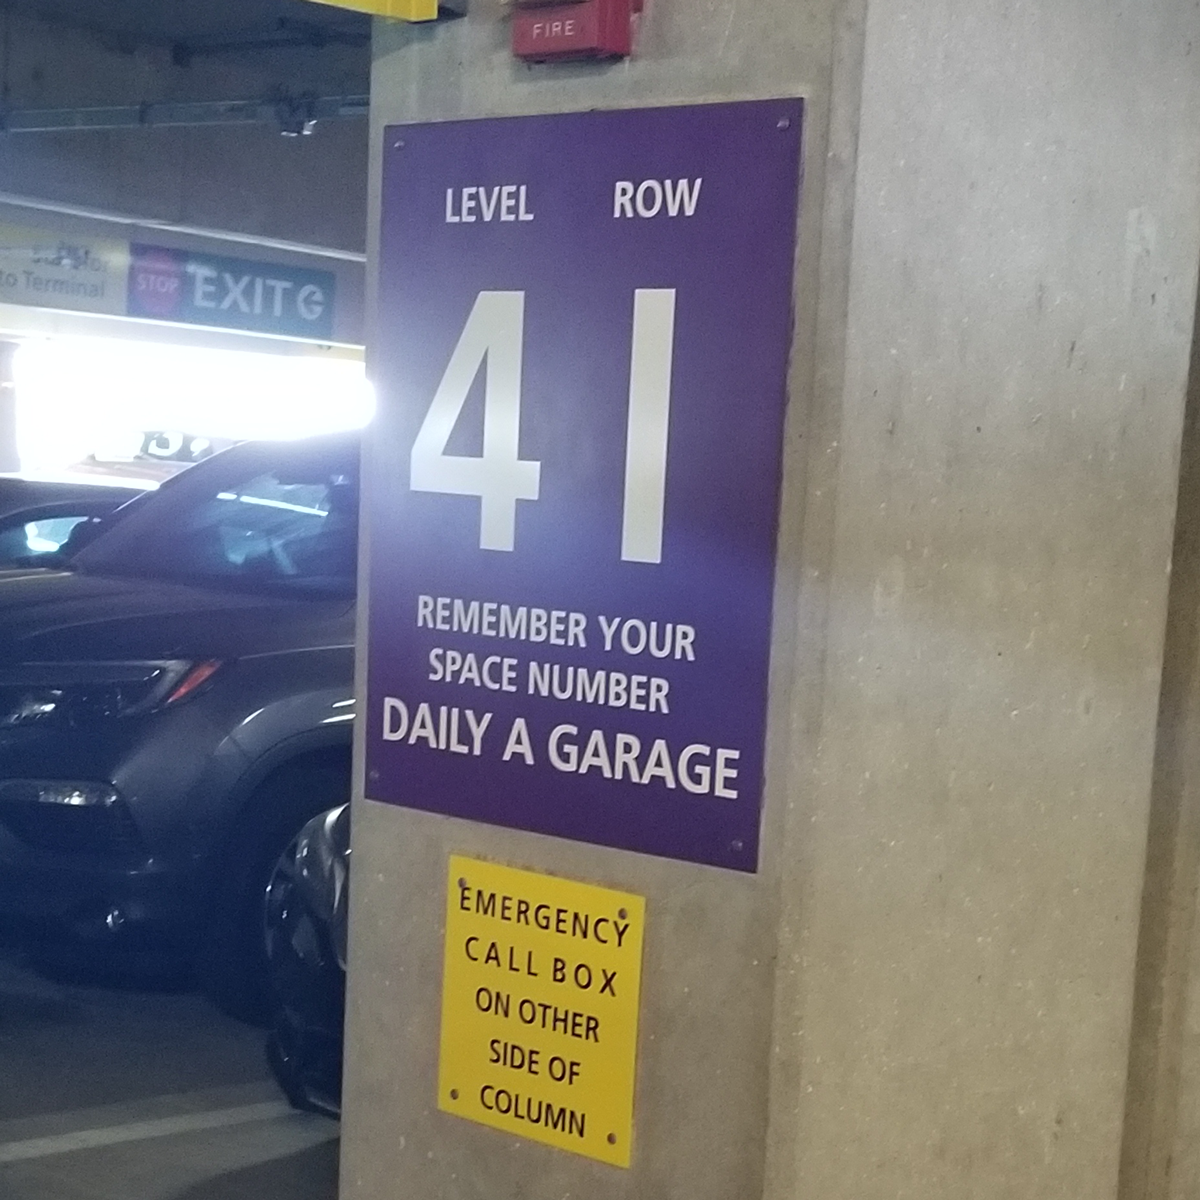 FIRE
LEVEL ROW
4 1
REMEMBER YOUR
SPACE NUMBER
DAILY A GARAGE
EMERGENCY
CALL BOX
ON OTHER
SIDE OF
COLUMN
to Terminal
STOP EXIT